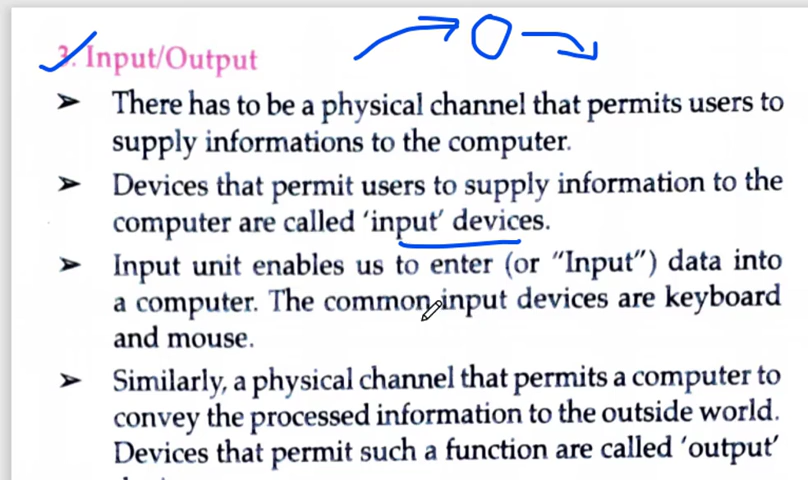 3. Input/Output
➢ There has to be a physical channel that permits users to
supply informations to the computer.
➢ Devices that permit users to supply information to the
computer are called 'input' devices.
➢ Input unit enables us to enter (or "Input") data into
a computer. The common input devices are keyboard
and mouse.
➢ Similarly, a physical channel that permits a computer to
convey the processed information to the outside world.
Devices that permit such a function are called 'output'